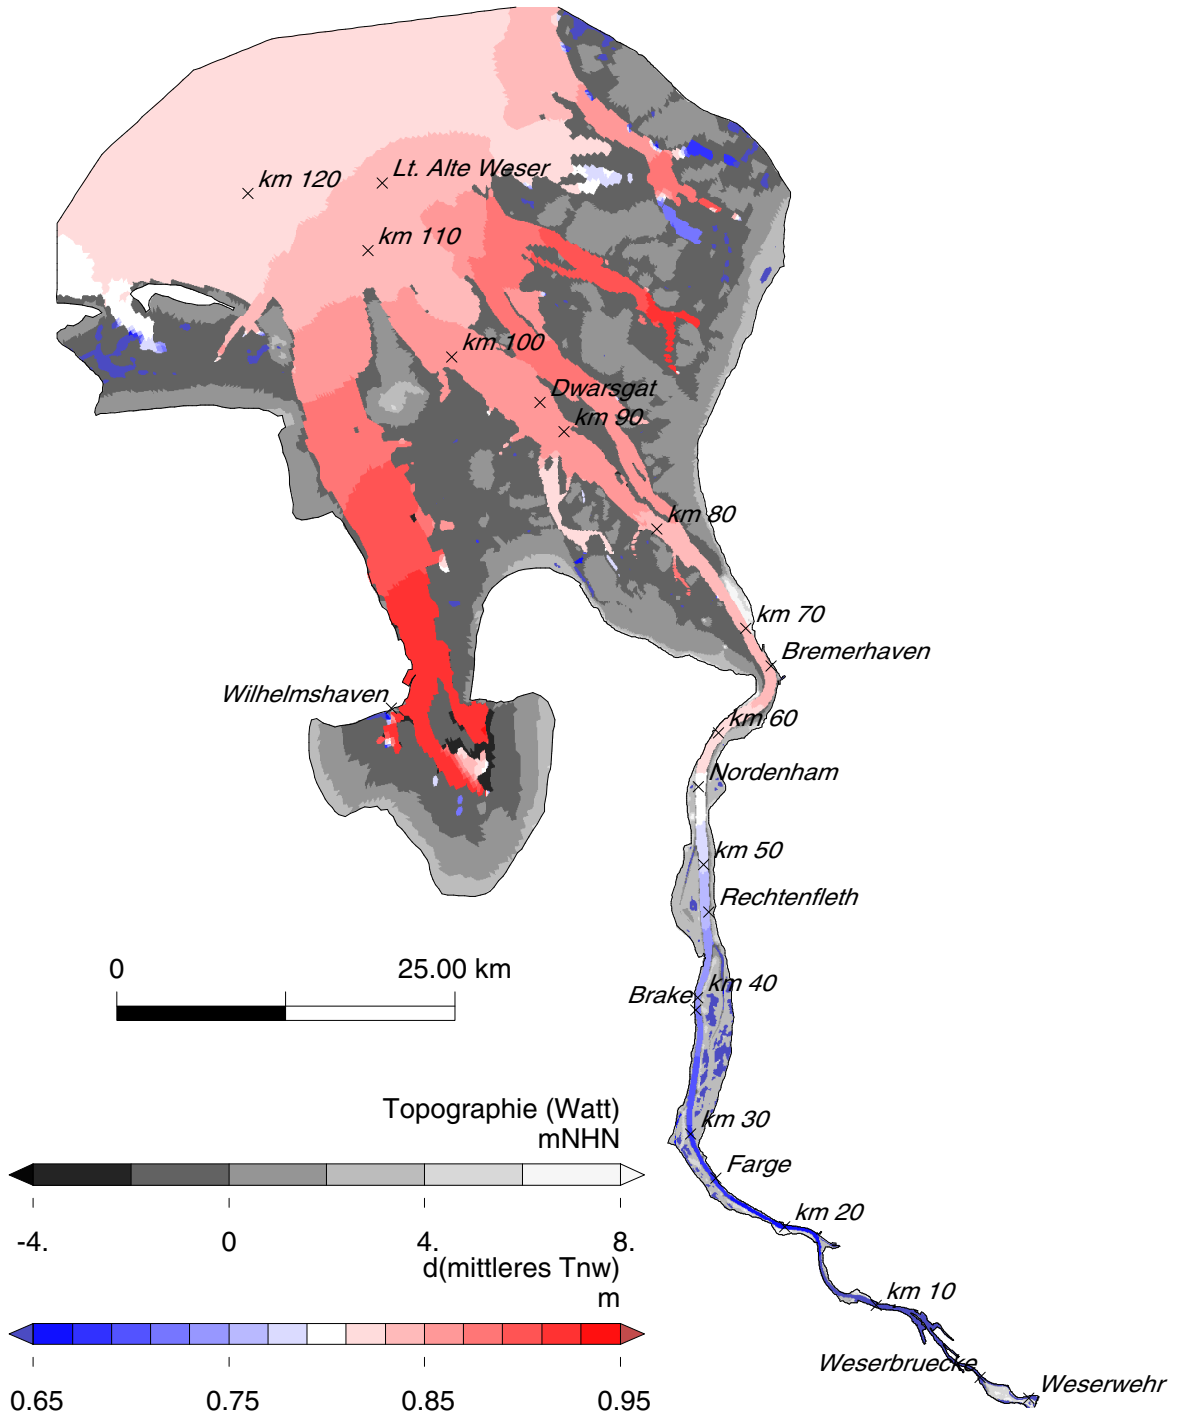 Lt. Alte Weser
km 120
km 110
km 100
Dwarsgat
km 90
km 80
km 70
Bremerhaven
Wilhelmshaven
km 60
Nordenham
km 50
Rechtenfleth
0 25.00 km
km 40
Brake
Topographie (Watt)
mNHN
km 30
Farge
km 20
-4. 0 4. 8.
d(mittleres Tnw)
m
km 10
Weserbruecke
Weserwehr
0.65 0.75 0.85 0.95